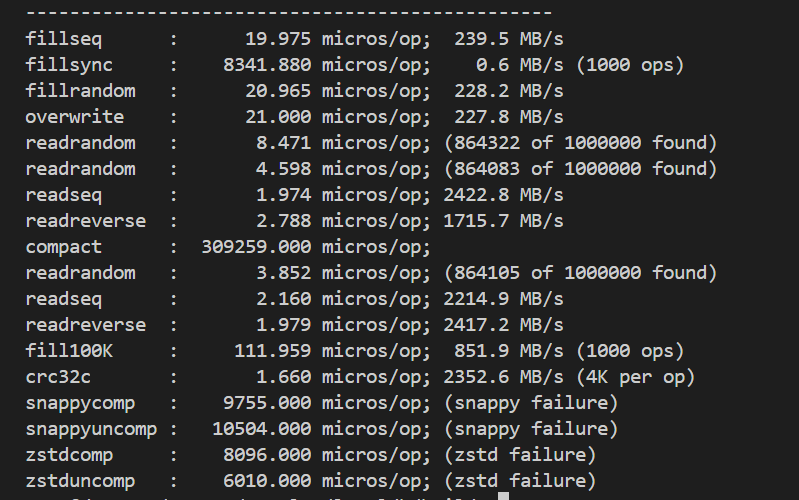 ------------------------------------------------
fillseq      :      19.975 micros/op;  239.5 MB/s
fillsync     :    8341.880 micros/op;    0.6 MB/s (1000 ops)
fillrandom   :      20.965 micros/op;  228.2 MB/s
overwrite    :      21.000 micros/op;  227.8 MB/s
readrandom   :       8.471 micros/op; (864322 of 1000000 found)
readrandom   :       4.598 micros/op; (864083 of 1000000 found)
readseq      :       1.974 micros/op; 2422.8 MB/s
readreverse  :       2.788 micros/op; 1715.7 MB/s
compact      :  309259.000 micros/op;
readrandom   :       3.852 micros/op; (864105 of 1000000 found)
readseq      :       2.160 micros/op; 2214.9 MB/s
readreverse  :       1.979 micros/op; 2417.2 MB/s
fill100K     :     111.959 micros/op;  851.9 MB/s (1000 ops)
crc32c       :       1.660 micros/op; 2352.6 MB/s (4K per op)
snappycomp   :    9755.000 micros/op; (snappy failure)
snappyuncomp :   10504.000 micros/op; (snappy failure)
zstdcomp     :    8096.000 micros/op; (zstd failure)
zstduncomp   :    6010.000 micros/op; (zstd failure)